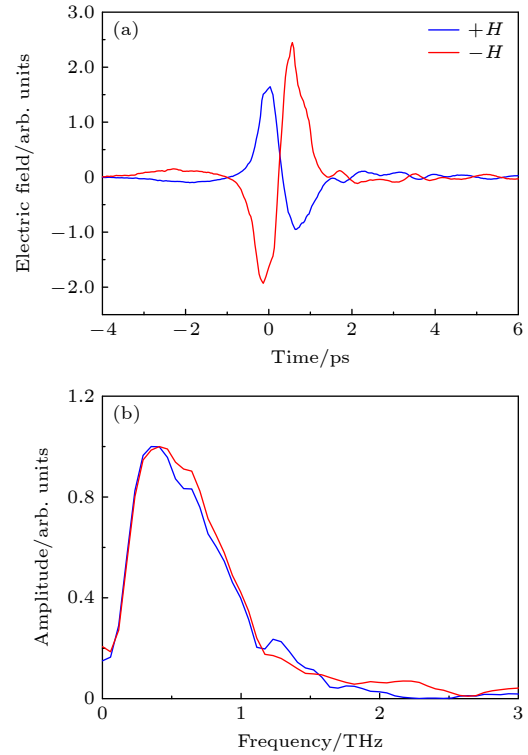 (a)
+H
−H
3.0
2.0
1.0
0
−1.0
−2.0
Electric field/arb. units
−4
−2
0
2
4
6
Time/ps
(b)
1.2
0.8
0.4
0
Amplitude/arb. units
0
1
2
3
Frequency/THz